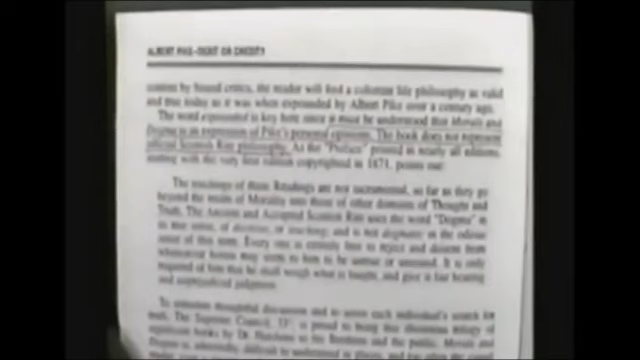 ALBERT PIKE-DEBIT OR CREDIT?
content by biased critics, the reader will find a coherent life philosophy as valid
and true today as it was when expounded by Albert Pike over a century ago.
The word expounded is key here since it must be understood that Morals and
Dogma is an expression of Pike's personal opinions. The book does not represent
official Scottish Rite philosophy. As the "Preface" printed in nearly all editions,
starting with the very first edition copyrighted in 1871, points out:
The teachings of these Readings are not sacramental, so far as they go
beyond the realm of Morality into those of other domains of Thought and
Truth. The Ancient and Accepted Scottish Rite uses the word "Dogma" in
its true sense, of doctrine, or teaching; and is not dogmatic in the odious
sense of that term. Every one is entirely free to reject and dissent from
whatsoever herein may seem to him to be untrue or unsound. It is only
required of him that he shall weigh what is taught, and give it fair hearing
and unprejudiced judgment.
To stimulate thoughtful discussion and to assist each individual's search for
truth, The Supreme Council, 33°, is proud to bring this
significant books by Dr. Hutchens to the Brethren and the public. Morals and
Dogma is, admittedly, difficult to understand in places, and